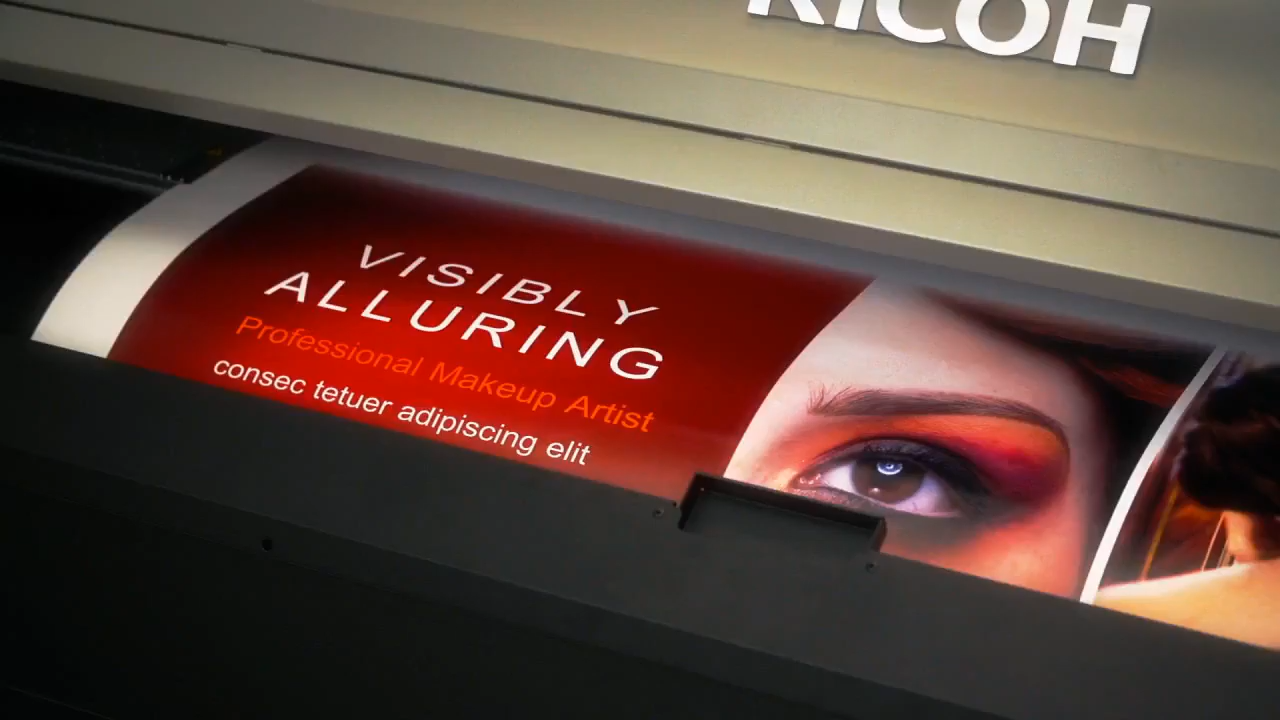 RICOH
VISIBLY
ALLURING
Professional Makeup Artist
consec tetuer adipiscing elit